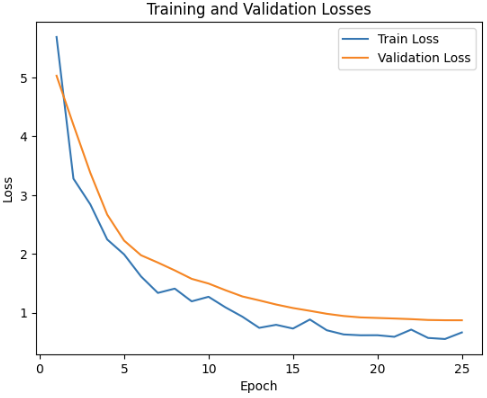 Training and Validation Losses
Train Loss
Validation Loss
Loss
5
4
3
2
1
0 5 10 15 20 25
Epoch